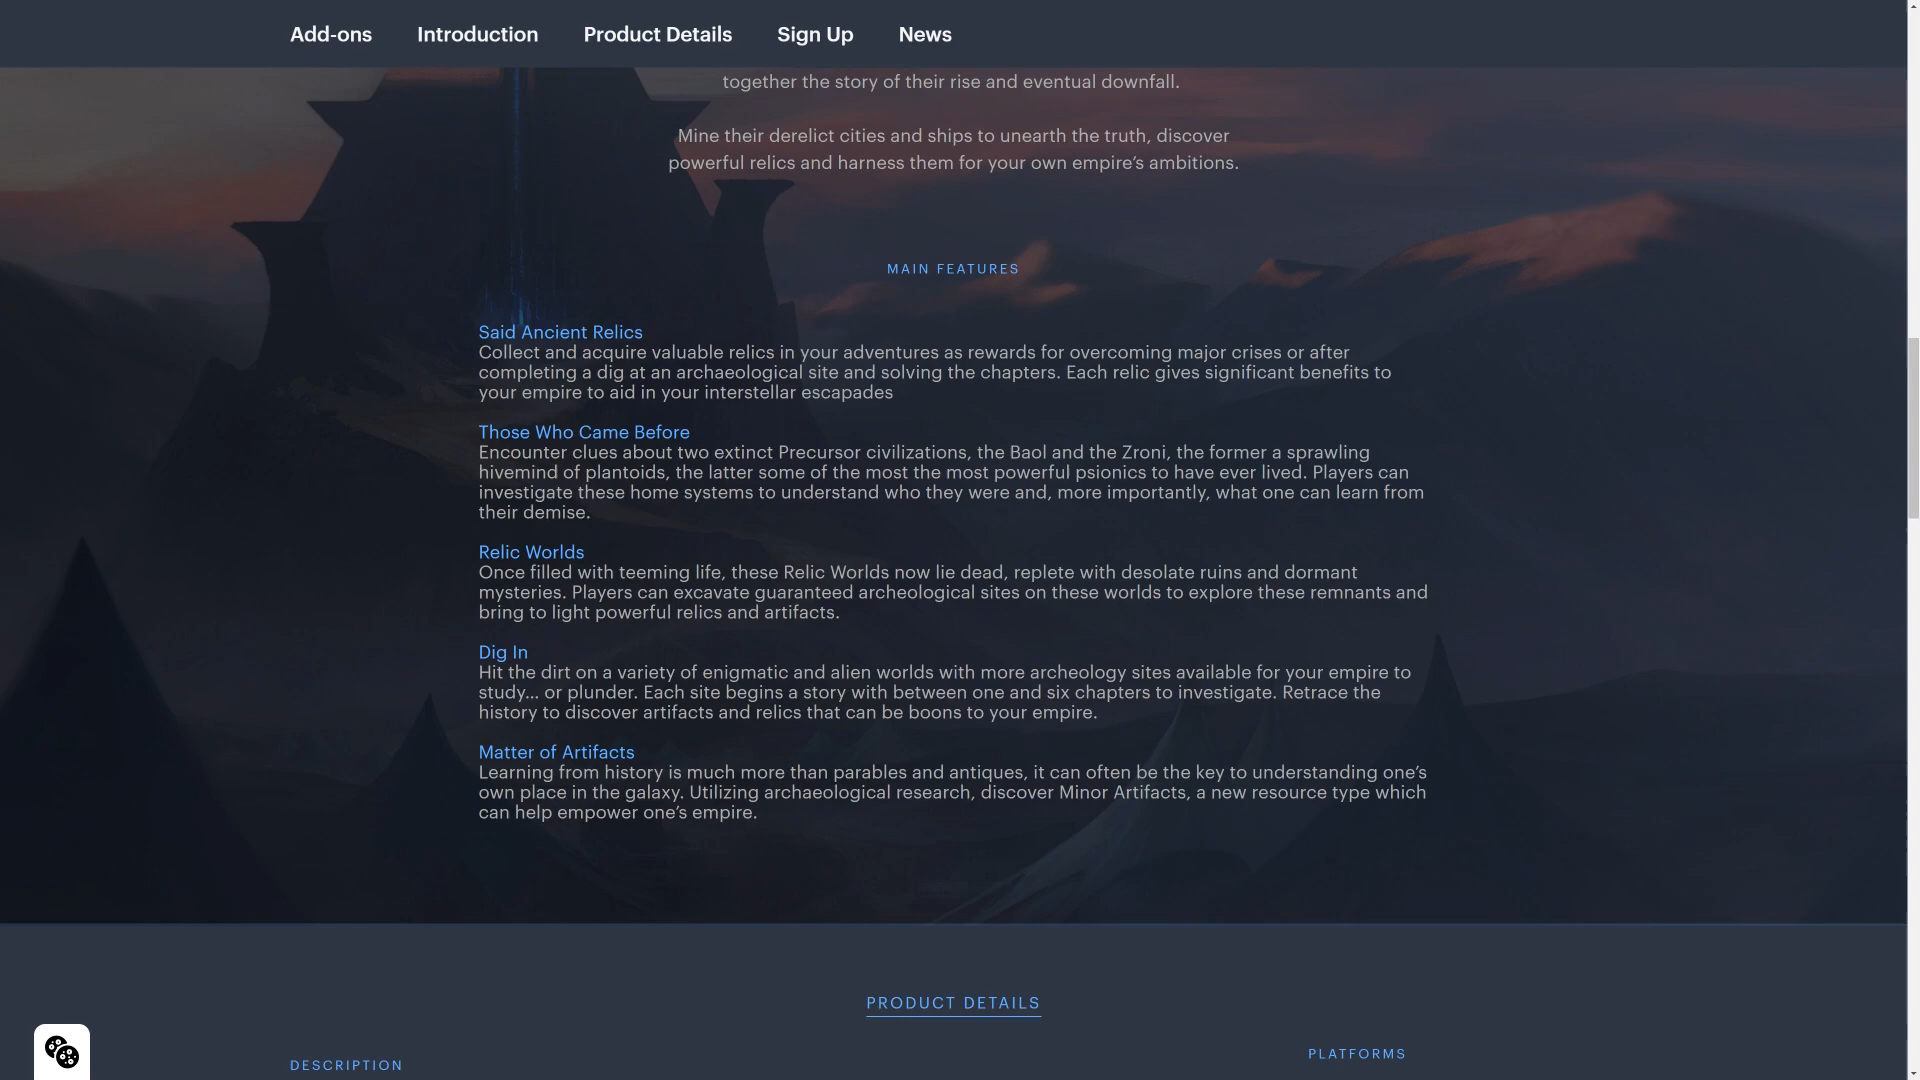 Add-ons Introduction Product Details Sign Up News
together the story of their rise and eventual downfall.
Mine their derelict cities and ships to unearth the truth, discover
powerful relics and harness them for your own empire’s ambitions.
MAIN FEATURES
Said Ancient Relics
Collect and acquire valuable relics in your adventures as rewards for overcoming major crises or after
completing a dig at an archaeological site and solving the chapters. Each relic gives significant benefits to
your empire to aid in your interstellar escapades
Those Who Came Before
Encounter clues about two extinct Precursor civilizations, the Baol and the Zroni, the former a sprawling
hivemind of plantoids, the latter some of the most the most powerful psionics to have ever lived. Players can
investigate these home systems to understand who they were and, more importantly, what one can learn from
their demise.
Relic Worlds
Once filled with teeming life, these Relic Worlds now lie dead, replete with desolate ruins and dormant
mysteries. Players can excavate guaranteed archeological sites on these worlds to explore these remnants and
bring to light powerful relics and artifacts.
Dig In
Hit the dirt on a variety of enigmatic and alien worlds with more archeology sites available for your empire to
study... or plunder. Each site begins a story with between one and six chapters to investigate. Retrace the
history to discover artifacts and relics that can be boons to your empire.
Matter of Artifacts
Learning from history is much more than parables and antiques, it can often be the key to understanding one’s
own place in the galaxy. Utilizing archaeological research, discover Minor Artifacts, a new resource type which
can help empower one’s empire.
PRODUCT DETAILS
DESCRIPTION
PLATFORMS